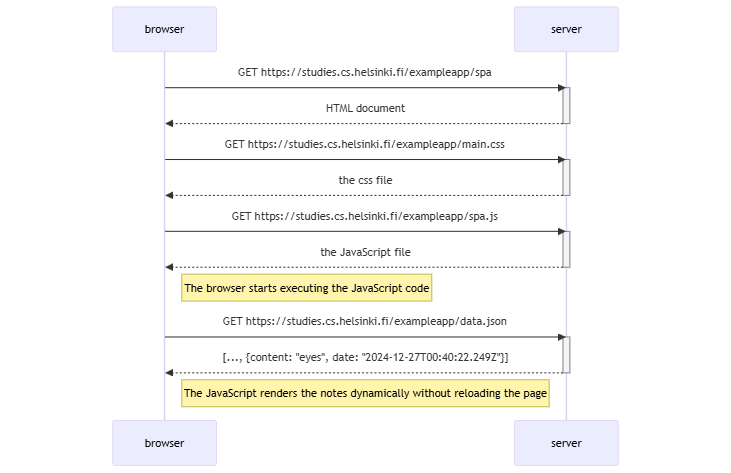 browser server
GET https://studies.cs.helsinki.fi/exampleapp/spa
HTML document
GET https://studies.cs.helsinki.fi/exampleapp/main.css
the css file
GET https://studies.cs.helsinki.fi/exampleapp/spa.js
the JavaScript file
The browser starts executing the JavaScript code
GET https://studies.cs.helsinki.fi/exampleapp/data.json
[..., {content: "eyes", date: "2024-12-27T00:40:22.249Z"}]
The JavaScript renders the notes dynamically without reloading the page
browser server